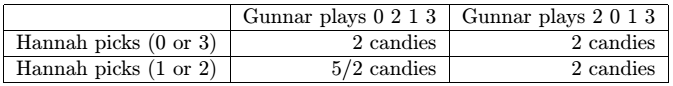 Gunnar plays 0 2 1 3 Gunnar plays 2 0 1 3
Hannah picks (0 or 3) 2 candies 2 candies
Hannah picks (1 or 2) 5/2 candies 2 candies